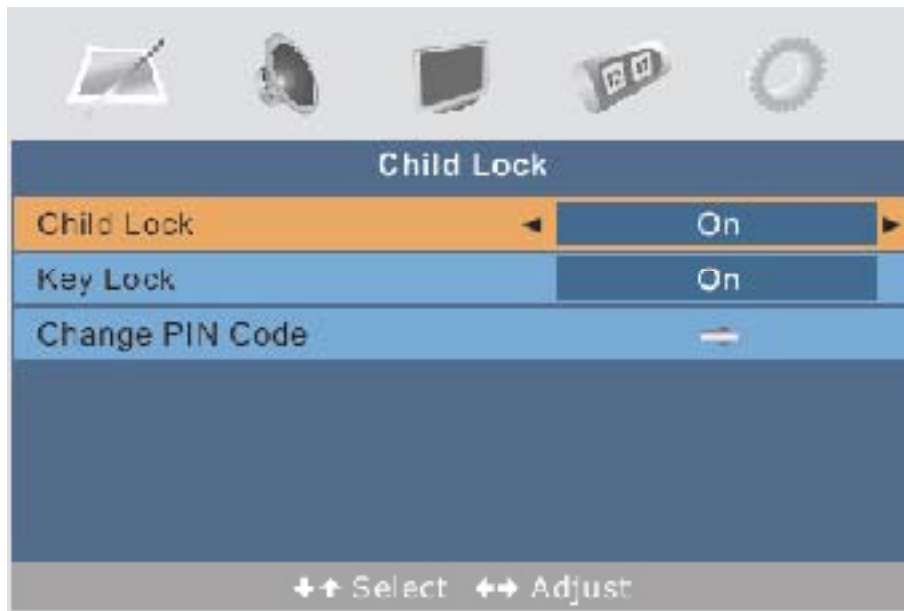 Child Lock
Child Lock On
Key Lock On
Change PIN Code
Select Adjust